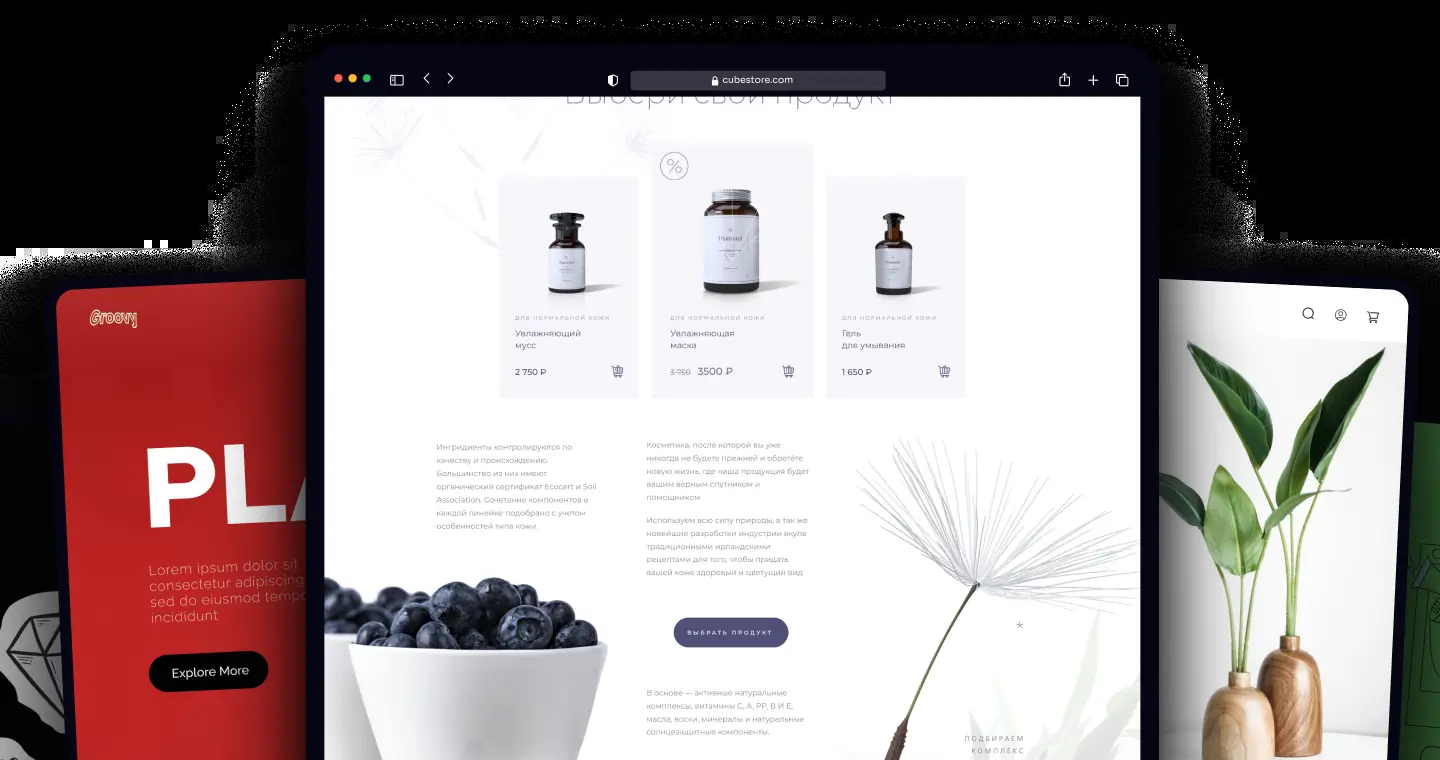 cubestore.com
Выбери свой продукт
%
ДЛЯ НОРМАЛЬНОЙ КОЖИ
Увлажняющий
мусс
2 750 ₽
ДЛЯ НОРМАЛЬНОЙ КОЖИ
Увлажняющая
маска
3 750 3500 ₽
ДЛЯ НОРМАЛЬНОЙ КОЖИ
Гель
для умывания
1 650 ₽
Ингридиенты контролируются по
качеству и происхождению.
Большинство из них имеют
органический сертификат Ecocert и Soil
Association. Сочетание компонентов в
каждой линейке подобрано с учетом
особенностей типа кожи.
Косметика, после которой вы уже
никогда не будете прежней и обретёте
новую жизнь, где наша продукция будет
вашим верным спутником и
помощником
Используем всю силу природы, а так же
новейшие разработки индустрии вкупе
традиционными ирландскими
рецептами для того, чтобы придать
вашей коже здоровый и цветущий вид
ВЫБРАТЬ ПРОДУКТ
В основе — активные натуральные
комплексы, витамины С, А, РР, В И Е,
масла, воски, минералы и натуральные
солнцезащитные компоненты.
*
ПОДБИРАЕМ
КОМПЛЕКС
Groovy
PLA
Lorem ipsum dolor sit
consectetur adipiscing
sed do eiusmod tempo
incididunt
Explore More